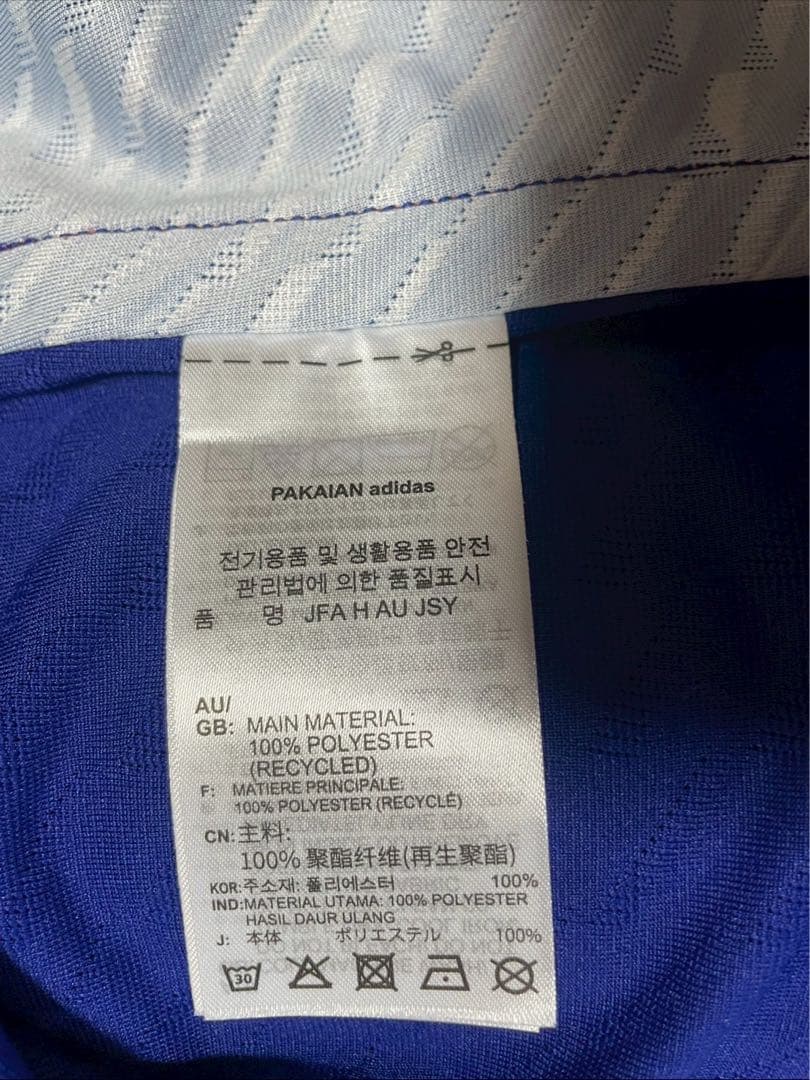 PAKAIAN adidas
전기용품 및 생활용품 안전
관리법에 의한 품질표시
품 명 JFA H AU JSY
AU/
GB: MAIN MATERIAL:
100% POLYESTER
(RECYCLED)
F: MATIERE PRINCIPALE:
100% POLYESTER (RECYCLÉ)
CN:主料:
100% 聚酯纤维(再生聚酯)
KOR:주소재: 폴리에스터 100%
IND:MATERIAL UTAMA: 100% POLYESTER
HASIL DAUR ULANG
J: 本体 ポリエステル 100%
30